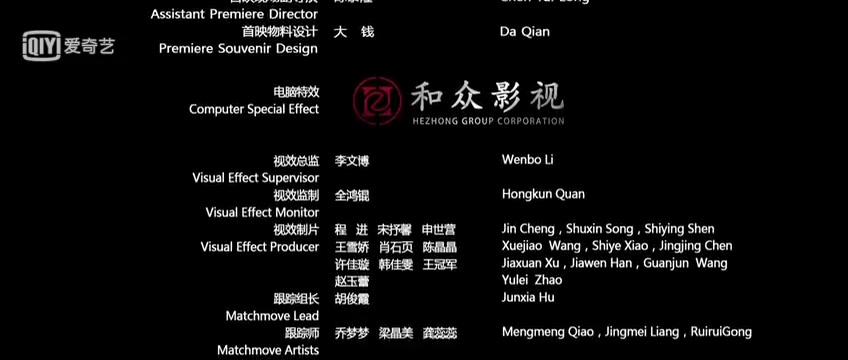 Assistant Premiere Director
首映物料设计 大 钱 Da Qian
Premiere Souvenir Design
iQIYI 爱奇艺
电脑特效
Computer Special Effect
和众影视
HEZHONG GROUP CORPORATION
视效总监 李文博 Wenbo Li
Visual Effect Supervisor
视效监制 全鸿锟 Hongkun Quan
Visual Effect Monitor
视效制片 程 进 宋抒馨 申世营 Jin Cheng , Shuxin Song , Shiying Shen
Visual Effect Producer 王雪娇 肖石页 陈晶晶 Xuejiao Wang , Shiye Xiao , Jingjing Chen
许佳璇 韩佳雯 王冠军 Jiaxuan Xu , Jiawen Han , Guanjun Wang
赵玉蕾 Yulei Zhao
跟踪组长 胡俊霞 Junxia Hu
Matchmove Lead
跟踪师 乔梦梦 梁晶美 龚蕊蕊 Mengmeng Qiao , Jingmei Liang , RuiruiGong
Matchmove Artists